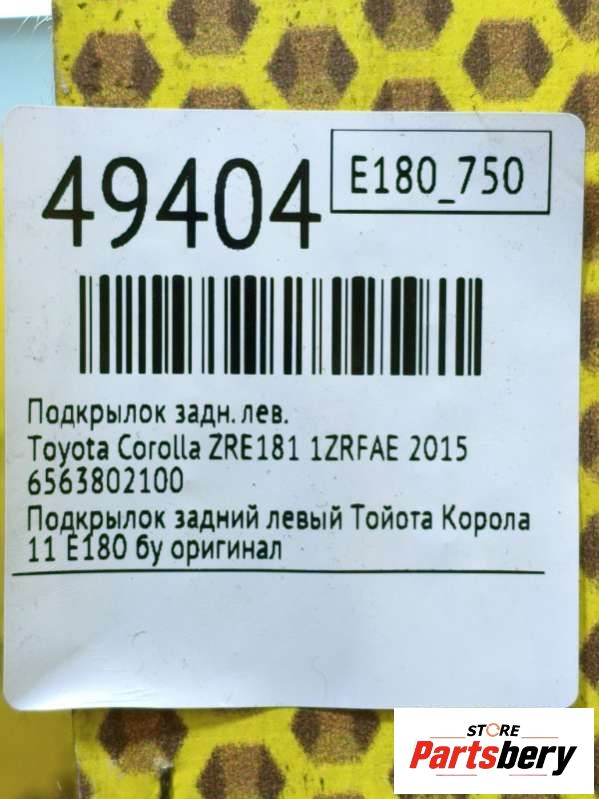 49404
E180_750
Подкрылок задн. лев.
Toyota Corolla ZRE181 1ZRFAE 2015
6563802100
Подкрылок задний левый Тойота Корола
11 Е180 бу оригинал
STORE
Partsbery